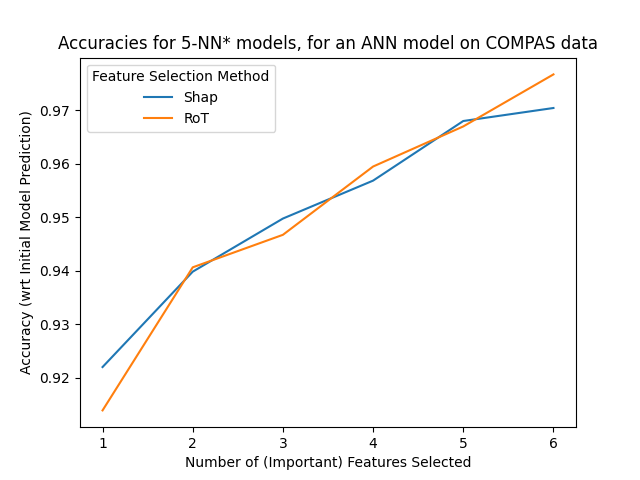 Accuracies for 5-NN* models, for an ANN model on COMPAS data
Feature Selection Method
Shap
RoT
Accuracy (wrt Initial Model Prediction)
0.97
0.96
0.95
0.94
0.93
0.92
1 2 3 4 5 6
Number of (Important) Features Selected